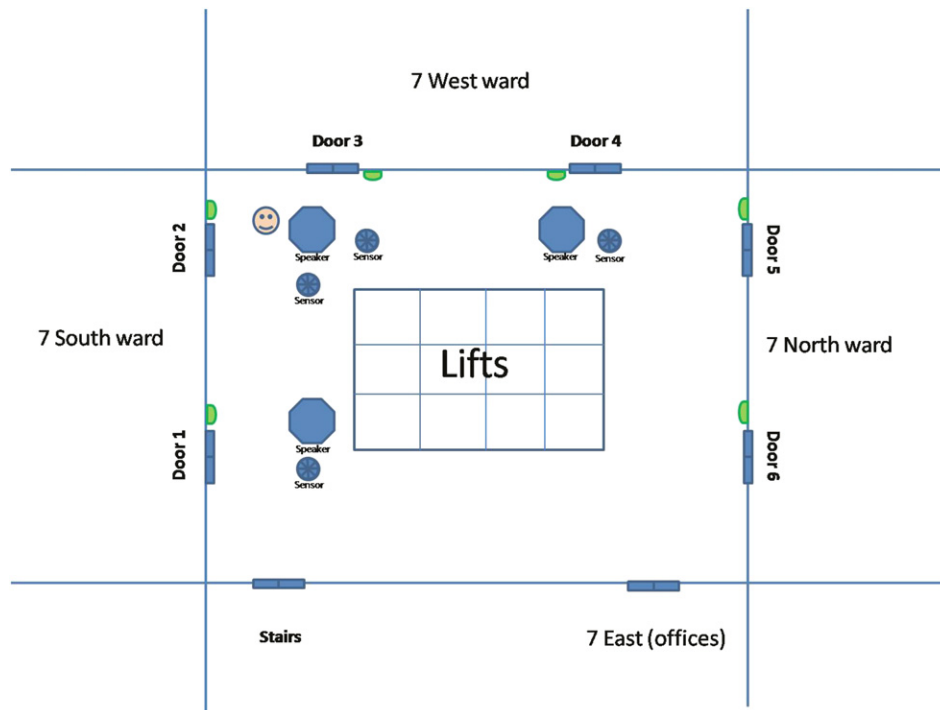 7 West ward
Door 3
Door 4
Door 2
Speaker
Sensor
Speaker
Sensor
Door 5
Sensor
7 South ward
Lifts
7 North ward
Door 1
Speaker
Sensor
Door 6
Stairs
7 East (offices)